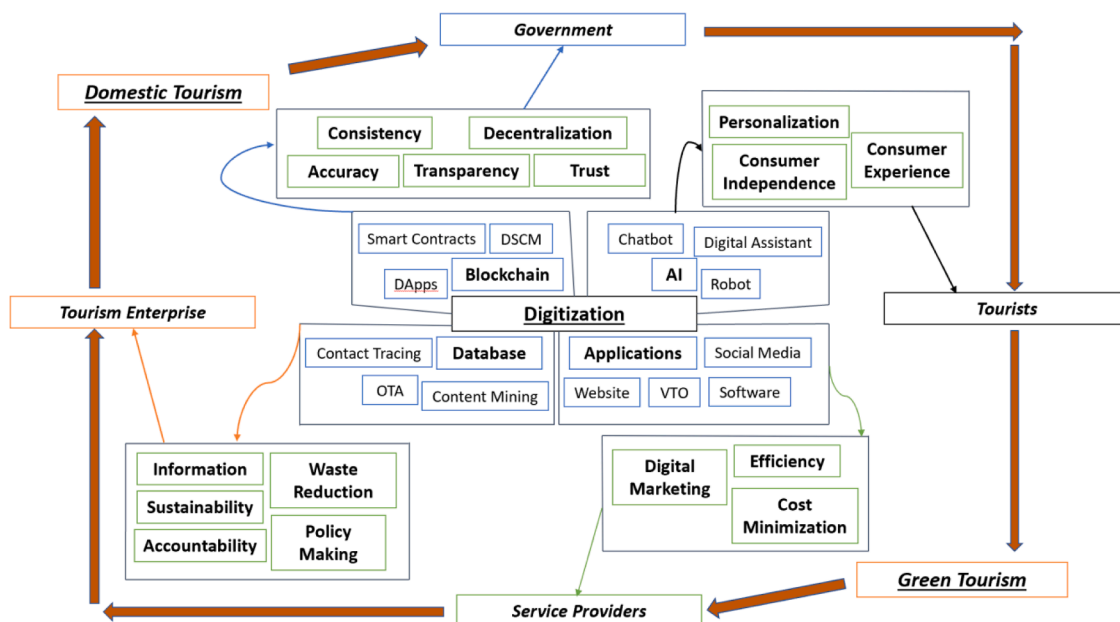 Government
Domestic Tourism
Consistency
Decentralization
Accuracy
Transparency
Trust
Personalization
Consumer
Independence
Consumer
Experience
Smart Contracts
DSCM
DApps
Blockchain
Chatbot
Digital Assistant
AI
Robot
Tourism Enterprise
Digitization
Tourists
Contact Tracing
Database
OTA
Content Mining
Applications
Social Media
Website
VTO
Software
Information
Waste
Reduction
Sustainability
Accountability
Policy
Making
Digital
Marketing
Efficiency
Cost
Minimization
Green Tourism
Service Providers